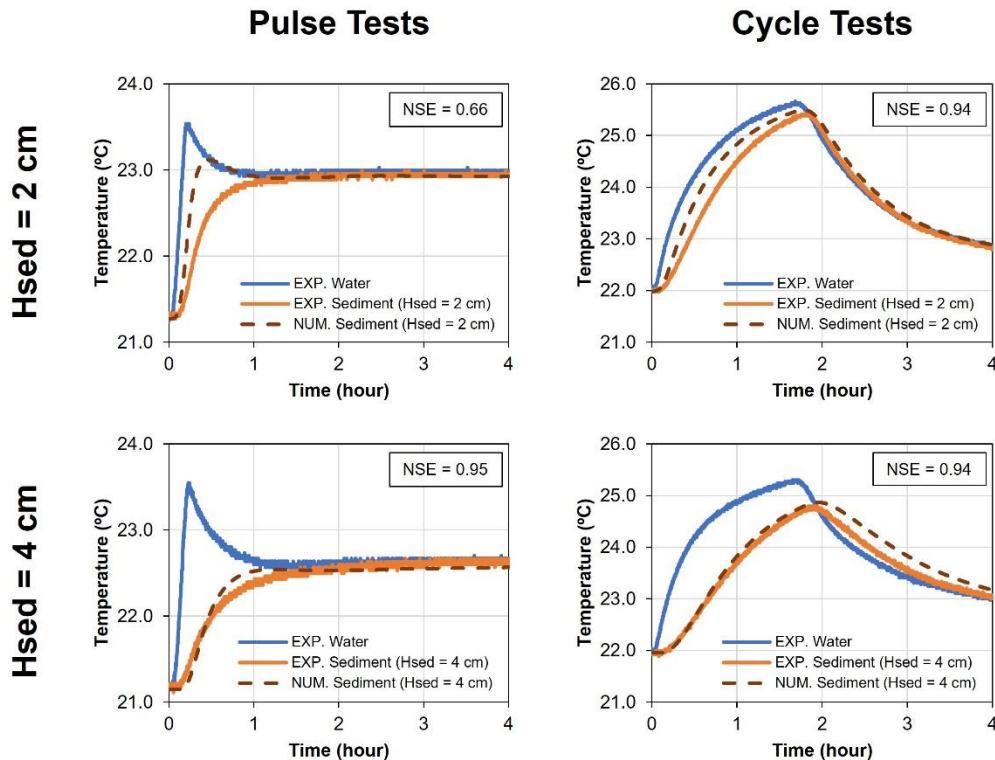 Pulse Tests
Cycle Tests
Hsed = 2 cm
24.0
23.0
22.0
21.0
Temperature (ºC)
NSE = 0.66
EXP. Water
EXP. Sediment (Hsed = 2 cm)
NUM. Sediment (Hsed = 2 cm)
0 1 2 3 4
Time (hour)
26.0
25.0
24.0
23.0
22.0
21.0
Temperature (ºC)
NSE = 0.94
EXP. Water
EXP. Sediment (Hsed = 2 cm)
NUM. Sediment (Hsed = 2 cm)
0 1 2 3 4
Time (hour)
Hsed = 4 cm
24.0
23.0
22.0
21.0
Temperature (ºC)
NSE = 0.95
EXP. Water
EXP. Sediment (Hsed = 4 cm)
NUM. Sediment (Hsed = 4 cm)
0 1 2 3 4
Time (hour)
26.0
25.0
24.0
23.0
22.0
21.0
Temperature (ºC)
NSE = 0.94
EXP. Water
EXP. Sediment (Hsed = 4 cm)
NUM. Sediment (Hsed = 4 cm)
0 1 2 3 4
Time (hour)